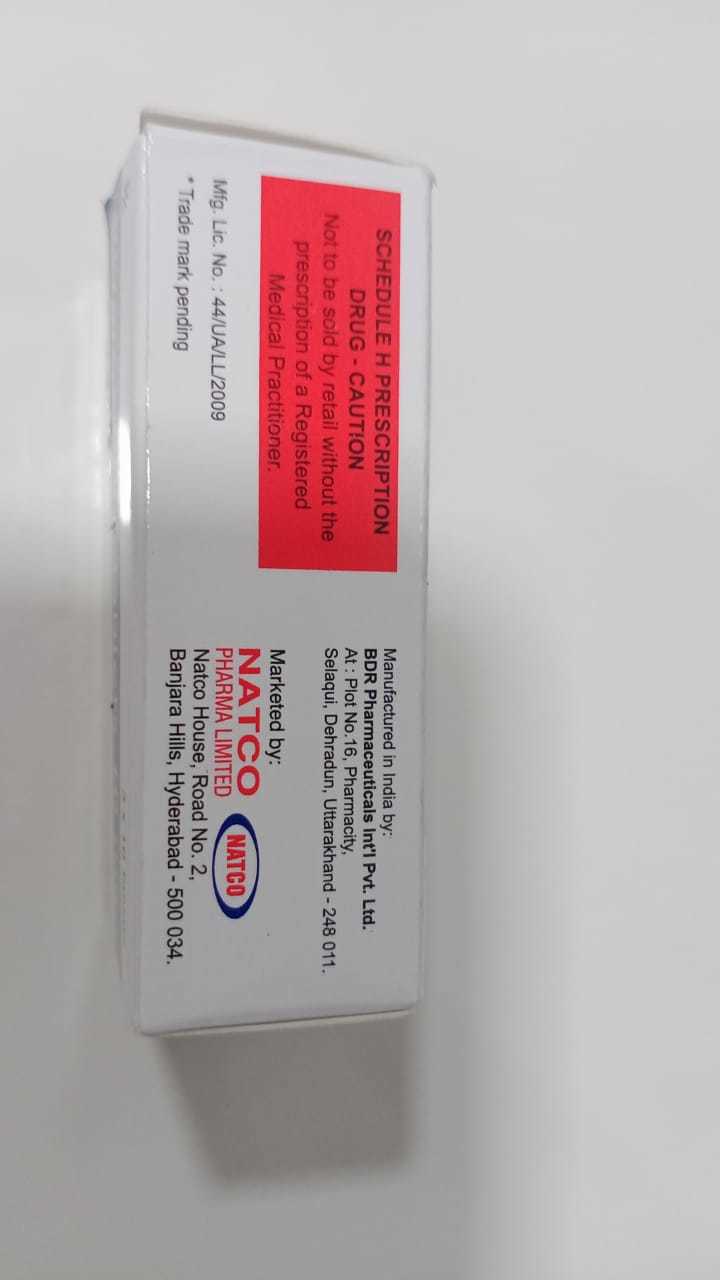 SCHEDULE H PRESCRIPTION
DRUG - CAUTION
Not to be sold by retail without the
prescription of a Registered
Medical Practitioner.
Mfg. Lic. No. : 44/UA/LL/2009
* Trade mark pending
Manufactured in India by:
BDR Pharmaceuticals Int'l Pvt. Ltd.
At : Plot No.16, Pharmacity,
Selaqui, Dehradun, Uttarakhand - 248 011.
Marketed by:
NATCO
PHARMA LIMITED
NATCO
Natco House, Road No. 2,
Banjara Hills, Hyderabad - 500 034.